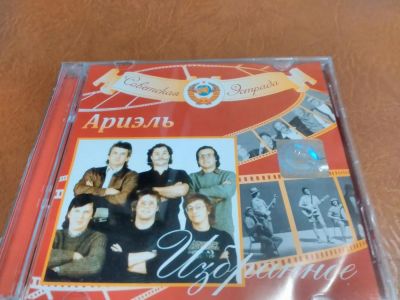 Советская Эстрада
Ариэль
Избранное